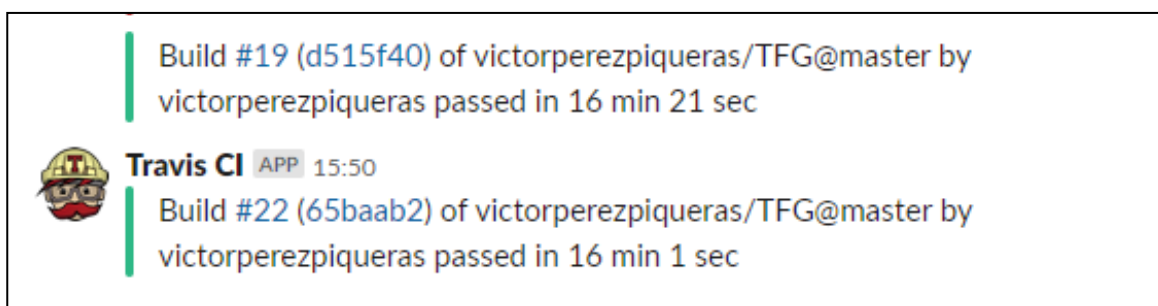 Build #19 (d515f40) of victorperezpiqueras/TFG@master by
victorperezpiqueras passed in 16 min 21 sec
T
Travis CI APP 15:50
Build #22 (65baab2) of victorperezpiqueras/TFG@master by
victorperezpiqueras passed in 16 min 1 sec